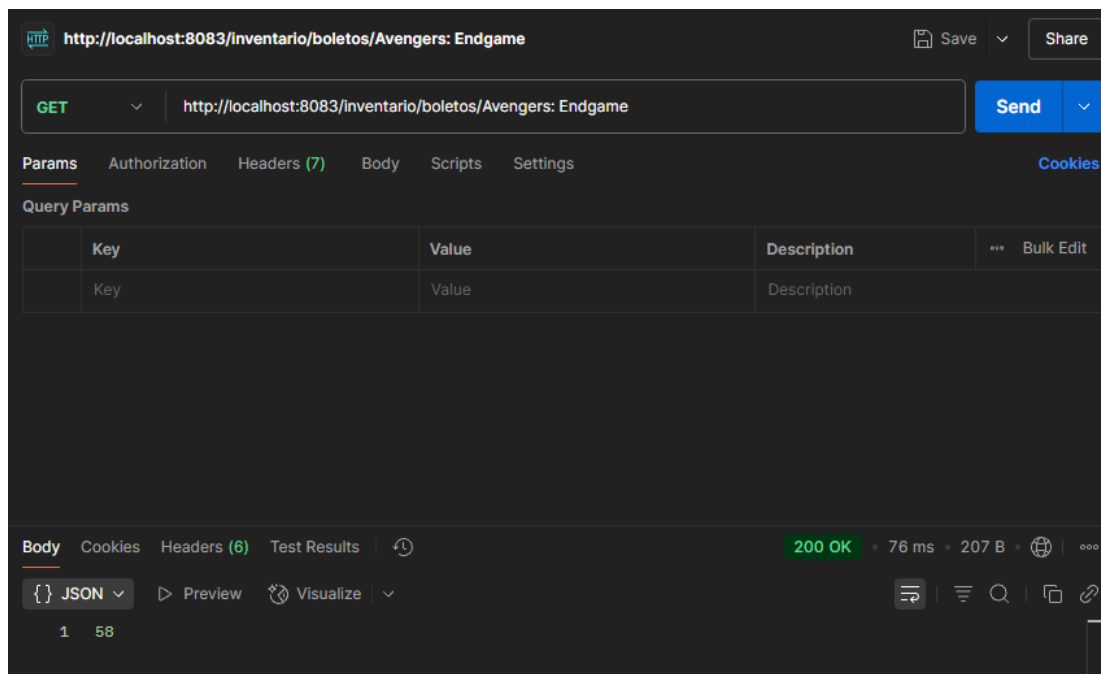 HTTP http://localhost:8083/inventario/boletos/Avengers: Endgame Save Share
GET http://localhost:8083/inventario/boletos/Avengers: Endgame Send
Params Authorization Headers (7) Body Scripts Settings Cookies
Query Params
Key Value Description Bulk Edit
Key Value Description
Body Cookies Headers (6) Test Results 200 OK 76 ms 207 B
{} JSON Preview Visualize
1 58